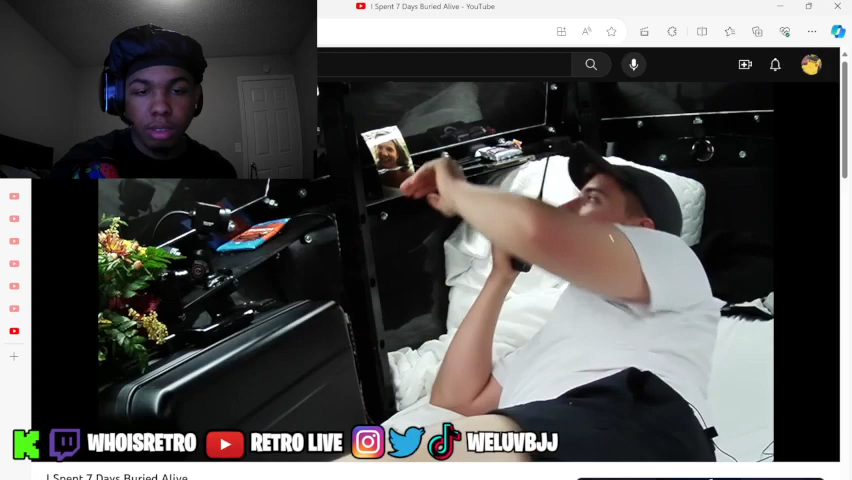 I Spent 7 Days Buried Alive - YouTube
WHOISRETRO RETRO LIVE WELUVBJJ
I Spent 7 Days Buried Alive